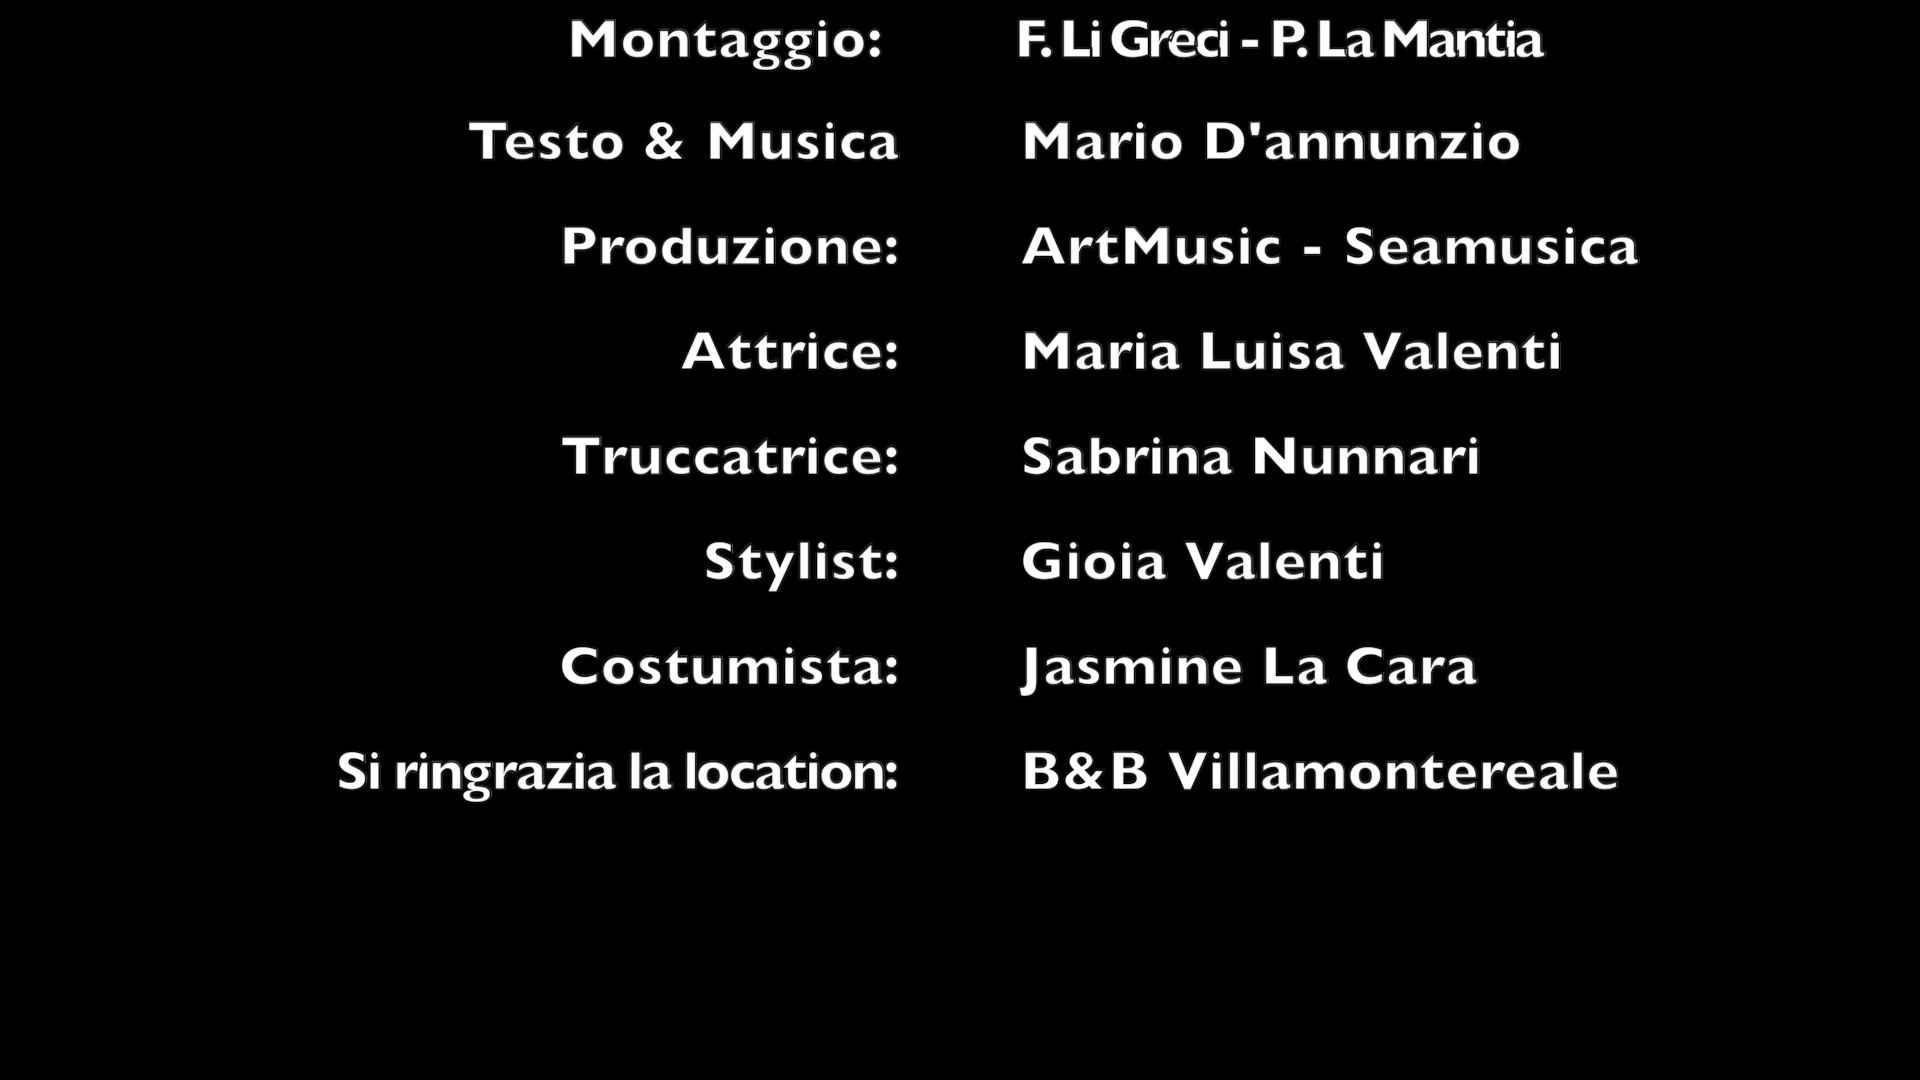 Montaggio: F. Li Greci - P. La Mantia
Testo & Musica Mario D'annunzio
Produzione: ArtMusic - Seamusica
Attrice: Maria Luisa Valenti
Truccatrice: Sabrina Nunnari
Stylist: Gioia Valenti
Costumista: Jasmine La Cara
Si ringrazia la location: B&B Villamontereale